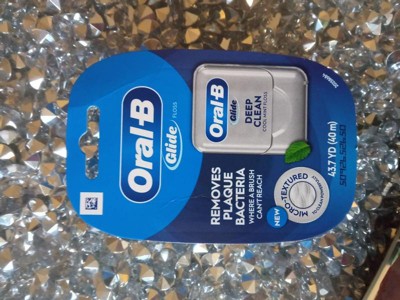 Oral-B
Glide
FLOSS
REMOVES
PLAQUE
BACTERIA
WHERE A BRUSH
CAN'T REACH
Oral-B
Glide
DEEP
CLEAN
NEW
MICRO-TEXTURED
43.7 YD (40 m)